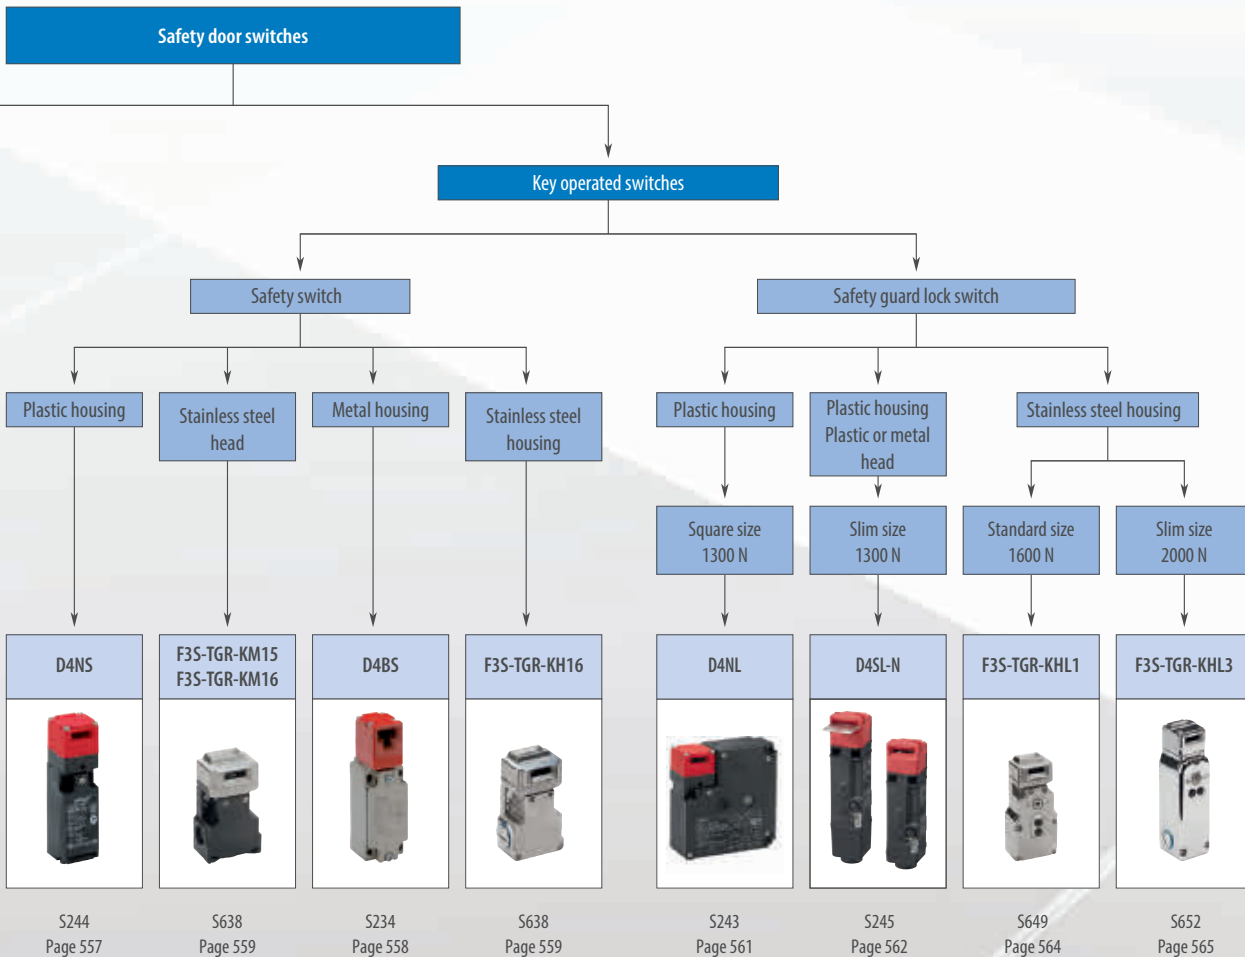 Safety door switches
Key operated switches
Safety switch
Safety guard lock switch
Plastic housing
Stainless steel
head
Metal housing
Stainless steel
housing
Plastic housing
Plastic housing
Plastic or metal
head
Stainless steel housing
Square size
1300 N
Slim size
1300 N
Standard size
1600 N
Slim size
2000 N
D4NS
F3S-TGR-KM15
F3S-TGR-KM16
D4BS
F3S-TGR-KH16
D4NL
D4SL-N
F3S-TGR-KHL1
F3S-TGR-KHL3
S244
Page 557
S638
Page 559
S234
Page 558
S638
Page 559
S243
Page 561
S245
Page 562
S649
Page 564
S652
Page 565